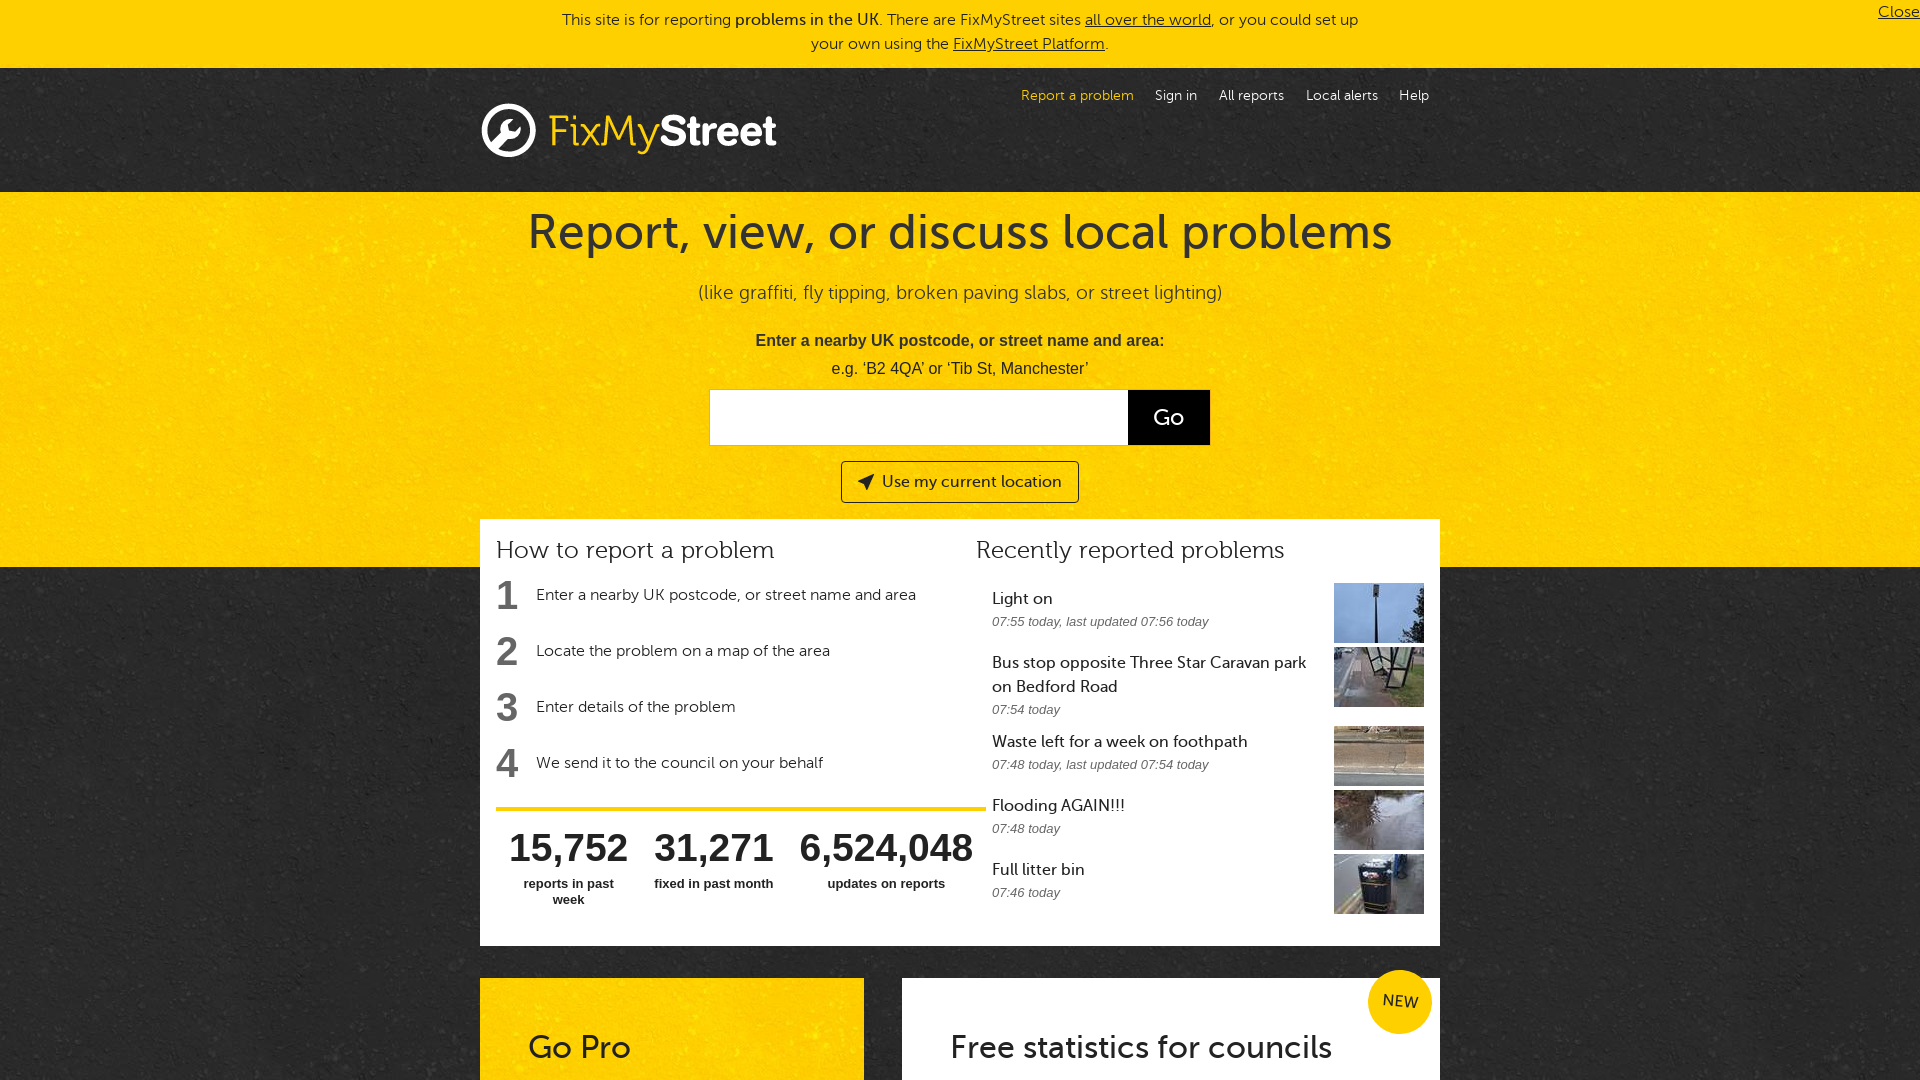 This site is for reporting problems in the UK. There are FixMyStreet sites all over the world, or you could set up
your own using the FixMyStreet Platform.
Close
FixMyStreet
Report a problem
Sign in
All reports
Local alerts
Help
Report, view, or discuss local problems
(like graffiti, fly tipping, broken paving slabs, or street lighting)
Enter a nearby UK postcode, or street name and area:
e.g. ‘B2 4QA’ or ‘Tib St, Manchester’
Go
Use my current location
How to report a problem
1 Enter a nearby UK postcode, or street name and area
2 Locate the problem on a map of the area
3 Enter details of the problem
4 We send it to the council on your behalf
15,752
reports in past
week
31,271
fixed in past month
6,524,048
updates on reports
Recently reported problems
Light on
07:55 today, last updated 07:56 today
Bus stop opposite Three Star Caravan park
on Bedford Road
07:54 today
Waste left for a week on foothpath
07:48 today, last updated 07:54 today
Flooding AGAIN!!!
07:48 today
Full litter bin
07:46 today
Go Pro
NEW
Free statistics for councils